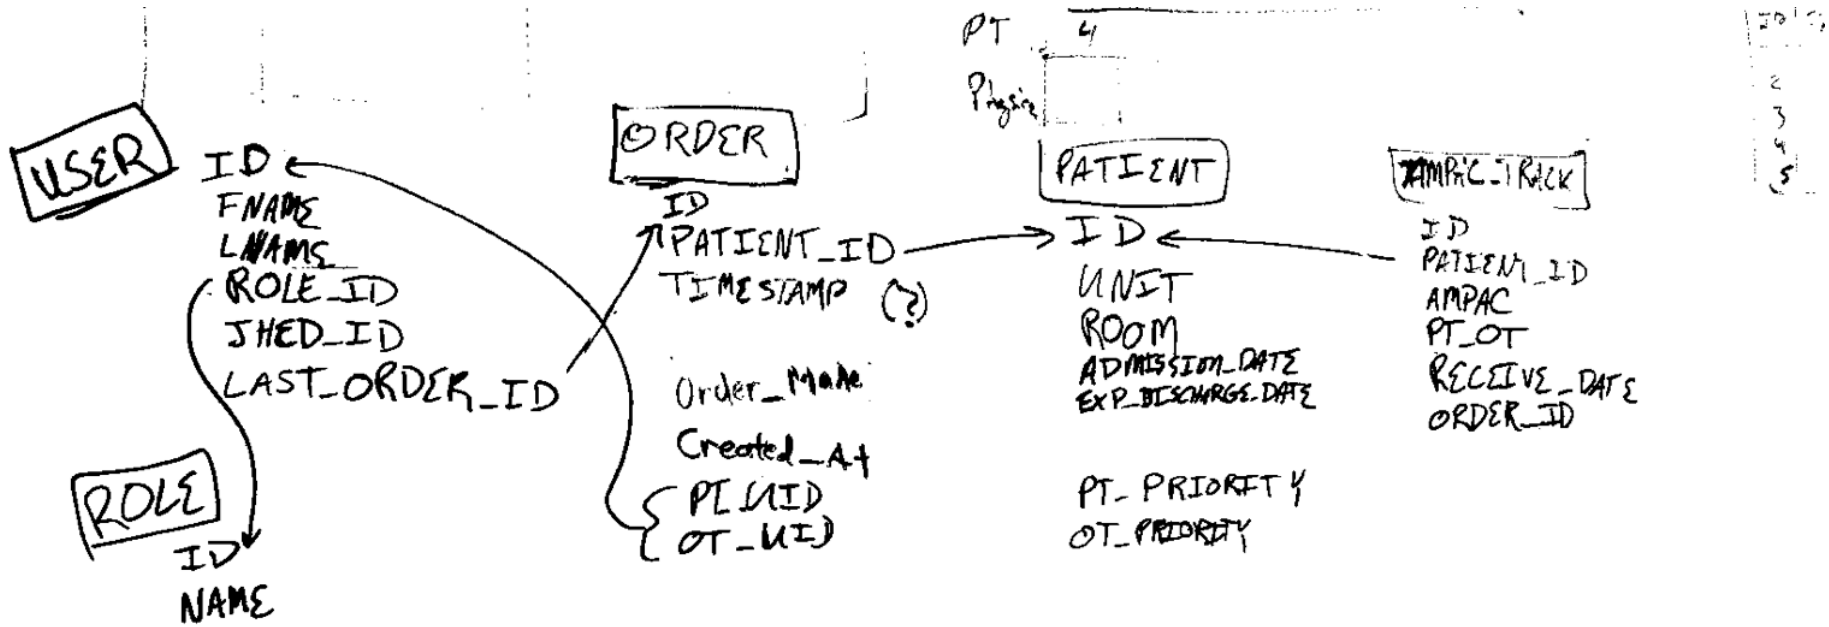 PT 4
USER
ID
FNAME
LNAME
ROLE_ID
JHED_ID
LAST_ORDER_ID
ROLE
ID
NAME
ORDER
ID
PATIENT_ID
TIMESTAMP (?)
Order_Made
Created_At
PT_UID
OT_UID
PATIENT
ID
UNIT
ROOM
ADMISSION_DATE
EXP_DISCHARGE_DATE
PT_PRIORITY
OT_PRIORITY
AMPAC_TRACK
ID
PATIENT_ID
AMPAC
PT_OT
RECEIVE_DATE
ORDER_ID
2
3
4
5